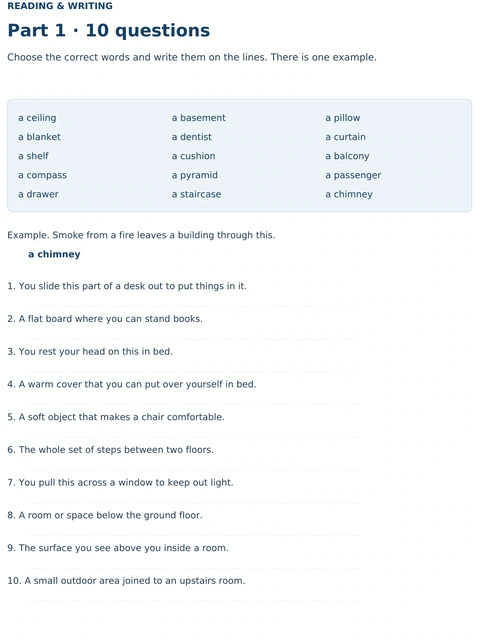 READING & WRITING
Part 1 · 10 questions
Choose the correct words and write them on the lines. There is one example.
a ceiling a basement a pillow
a blanket a dentist a curtain
a shelf a cushion a balcony
a compass a pyramid a passenger
a drawer a staircase a chimney
Example. Smoke from a fire leaves a building through this.
a chimney
1. You slide this part of a desk out to put things in it.
2. A flat board where you can stand books.
3. You rest your head on this in bed.
4. A warm cover that you can put over yourself in bed.
5. A soft object that makes a chair comfortable.
6. The whole set of steps between two floors.
7. You pull this across a window to keep out light.
8. A room or space below the ground floor.
9. The surface you see above you inside a room.
10. A small outdoor area joined to an upstairs room.